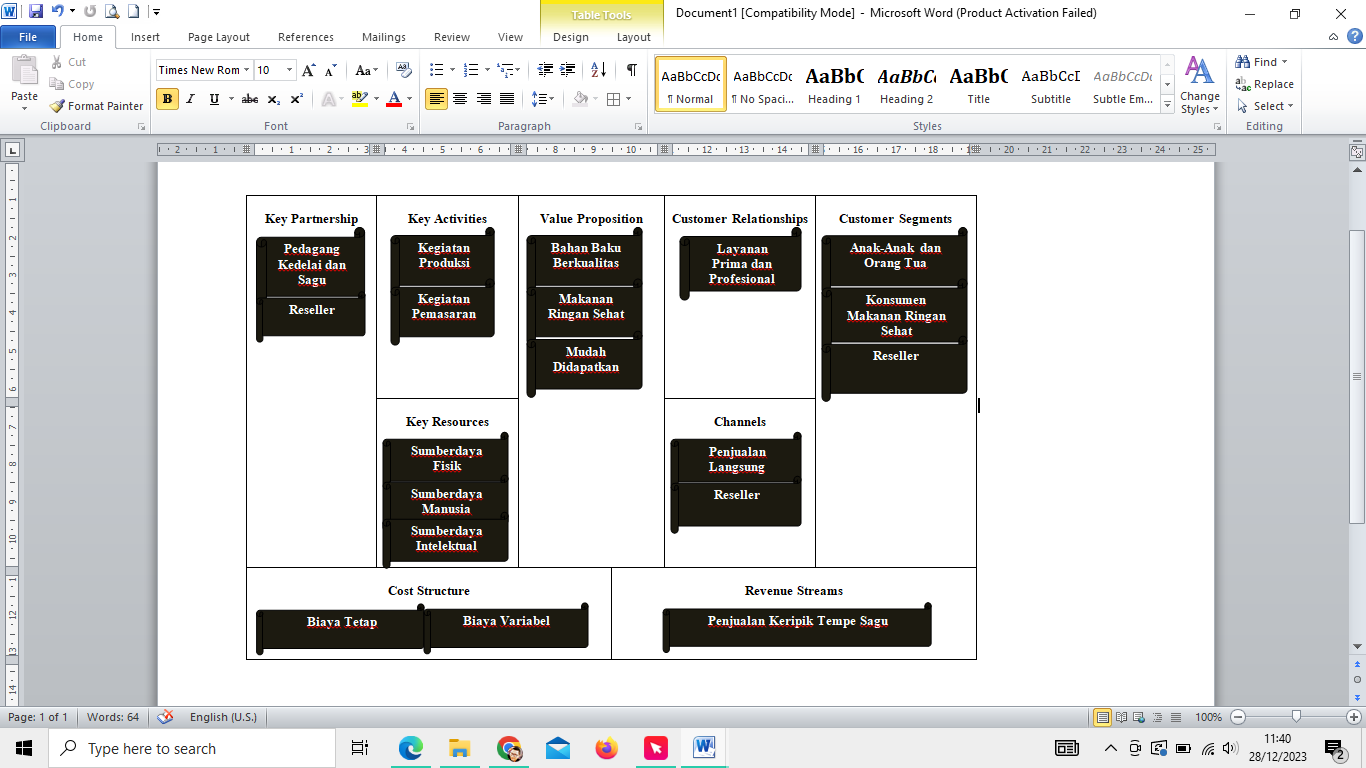 Document1 [Compatibility Mode] - Microsoft Word (Product Activation Failed)
Table Tools
File
Home
Insert
Page Layout
References
Mailings
Review
View
Design
Layout
Paste
Cut
Copy
Format Painter
Clipboard
Times New Rom
10
Font
Paragraph
AaBbCcDc
¶ Normal
AaBbCcDc
¶ No Spaci...
AaBbC
Heading 1
AaBbCc
Heading 2
AaBbC
Title
AaBbCcI
Subtitle
AaBbCcDc
Subtle Em...
Change
Styles
Styles
Find
Replace
Select
Editing
Key Partnership
Pedagang
Kedelai dan
Sagu
Reseller
Key Activities
Kegiatan
Produksi
Kegiatan
Pemasaran
Key Resources
Sumberdaya
Fisik
Sumberdaya
Manusia
Sumberdaya
Intelektual
Value Proposition
Bahan Baku
Berkualitas
Makanan
Ringan Sehat
Mudah
Didapatkan
Customer Relationships
Layanan
Prima dan
Profesional
Channels
Penjualan
Langsung
Reseller
Customer Segments
Anak-Anak dan
Orang Tua
Konsumen
Makanan Ringan
Sehat
Reseller
Cost Structure
Biaya Tetap
Biaya Variabel
Revenue Streams
Penjualan Keripik Tempe Sagu
Page: 1 of 1
Words: 64
English (U.S.)
100%
Type here to search
11:40
28/12/2023
2